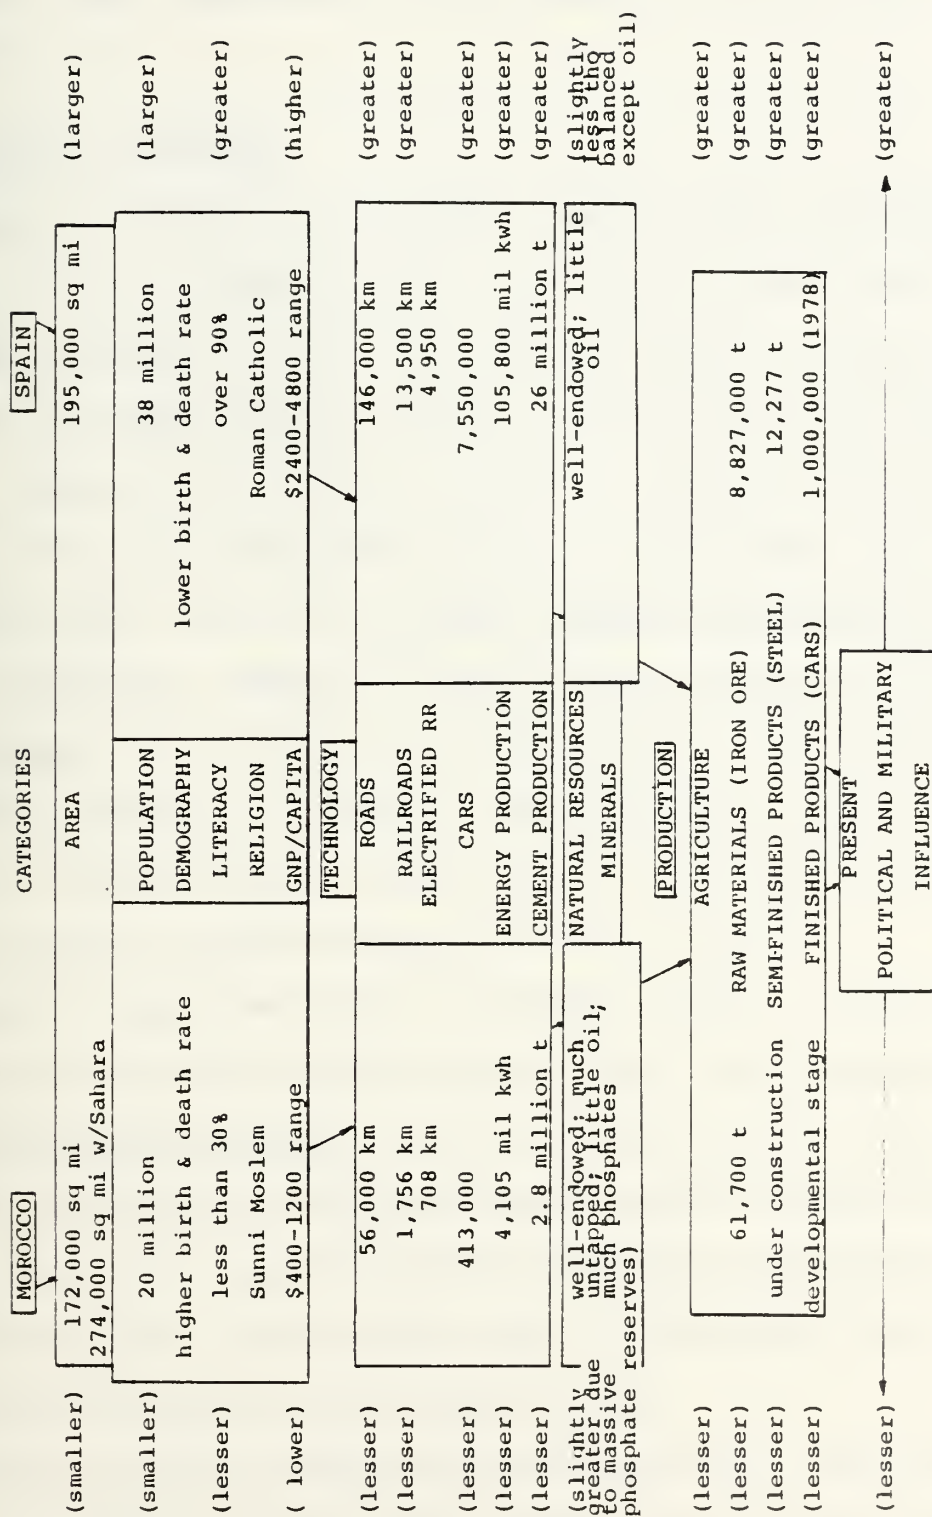 MOROCCO CATEGORIES SPAIN
(smaller) 172,000 sq mi AREA 195,000 sq mi (larger)
274,000 sq mi w/Sahara
(smaller) 20 million POPULATION 38 million (larger)
higher birth & death rate DEMOGRAPHY lower birth & death rate
(lesser) less than 30% LITERACY over 90% (greater)
Sunni Moslem RELIGION Roman Catholic
( lower) $400-1200 range GNP/CAPITA $2400-4800 range (higher)
TECHNOLOGY
(lesser) 56,000 km ROADS 146,000 km (greater)
(lesser) 1,756 km RAILROADS 13,500 km (greater)
708 km ELECTRIFIED RR 4,950 km
(lesser) 413,000 CARS 7,550,000 (greater)
(lesser) 4,105 mil kwh ENERGY PRODUCTION 105,800 mil kwh (greater)
(lesser) 2.8 million t CEMENT PRODUCTION 26 million t (greater)
(slightly well-endowed; much NATURAL RESOURCES well-endowed; little (slightly
greater due untapped; little oil; oil less tho
to massive much phosphates MINERALS balanced
phosphate reserves) except oil)
PRODUCTION
(lesser) AGRICULTURE (greater)
(lesser) 61,700 t RAW MATERIALS (IRON ORE) 8,827,000 t (greater)
(lesser) under construction SEMI-FINISHED PRODUCTS (STEEL) 12,277 t (greater)
(lesser) developmental stage FINISHED PRODUCTS (CARS) 1,000,000 (1978) (greater)
PRESENT
(lesser) POLITICAL AND MILITARY (greater)
INFLUENCE